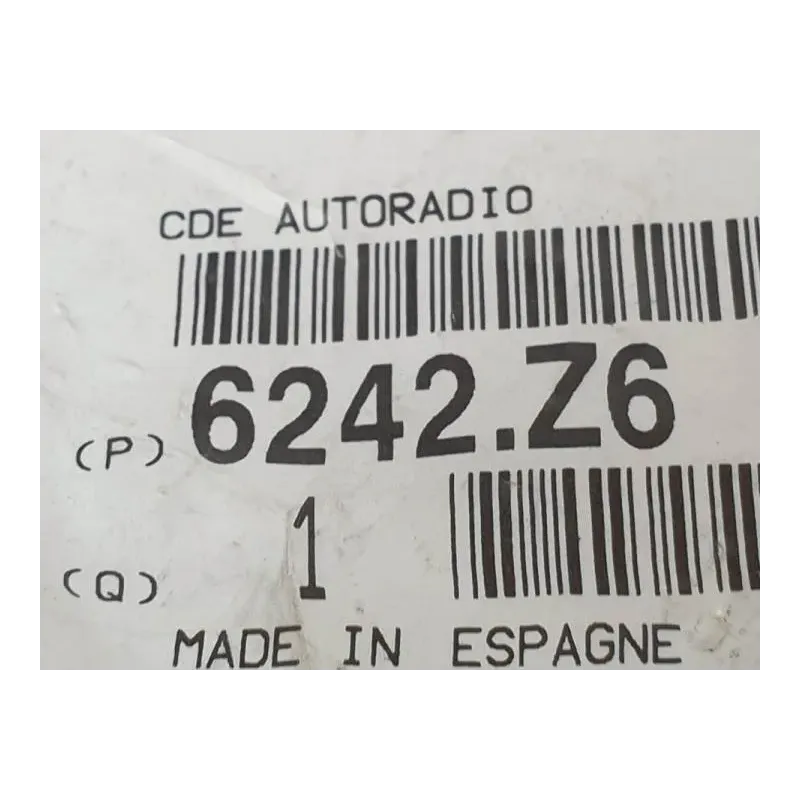 CDE AUTORADIO
(P) 6242.Z6
(Q) 1
MADE IN ESPAGNE